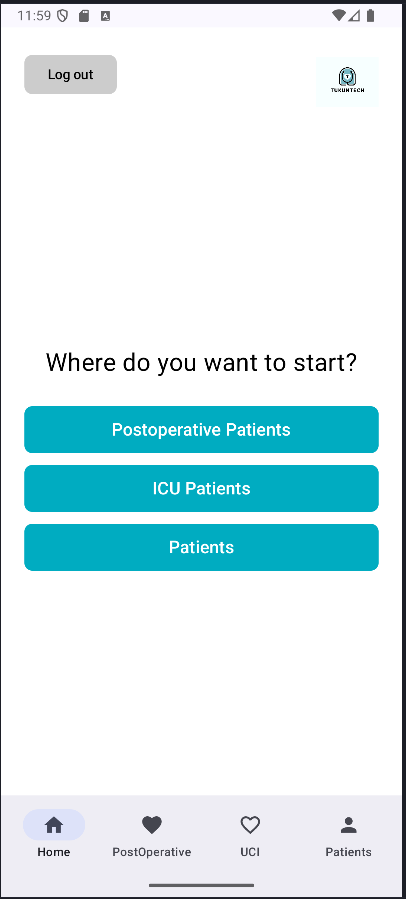 11:59
Log out
TUKUNTECH
Where do you want to start?
Postoperative Patients
ICU Patients
Patients
Home
PostOperative
UCI
Patients